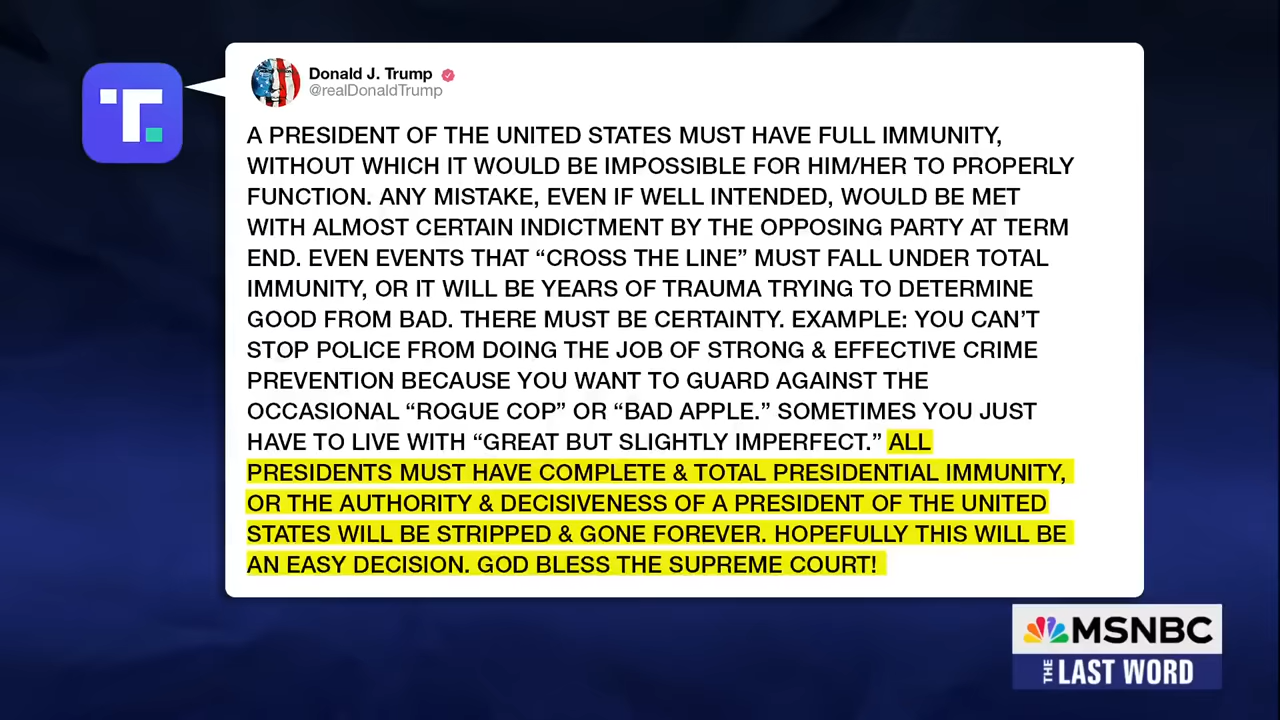 Donald J. Trump
@realDonaldTrump
A PRESIDENT OF THE UNITED STATES MUST HAVE FULL IMMUNITY,
WITHOUT WHICH IT WOULD BE IMPOSSIBLE FOR HIM/HER TO PROPERLY
FUNCTION. ANY MISTAKE, EVEN IF WELL INTENDED, WOULD BE MET
WITH ALMOST CERTAIN INDICTMENT BY THE OPPOSING PARTY AT TERM
END. EVEN EVENTS THAT “CROSS THE LINE” MUST FALL UNDER TOTAL
IMMUNITY, OR IT WILL BE YEARS OF TRAUMA TRYING TO DETERMINE
GOOD FROM BAD. THERE MUST BE CERTAINTY. EXAMPLE: YOU CAN’T
STOP POLICE FROM DOING THE JOB OF STRONG & EFFECTIVE CRIME
PREVENTION BECAUSE YOU WANT TO GUARD AGAINST THE
OCCASIONAL “ROGUE COP” OR “BAD APPLE.” SOMETIMES YOU JUST
HAVE TO LIVE WITH “GREAT BUT SLIGHTLY IMPERFECT.” ALL
PRESIDENTS MUST HAVE COMPLETE & TOTAL PRESIDENTIAL IMMUNITY,
OR THE AUTHORITY & DECISIVENESS OF A PRESIDENT OF THE UNITED
STATES WILL BE STRIPPED & GONE FOREVER. HOPEFULLY THIS WILL BE
AN EASY DECISION. GOD BLESS THE SUPREME COURT!
MSNBC
THE LAST WORD